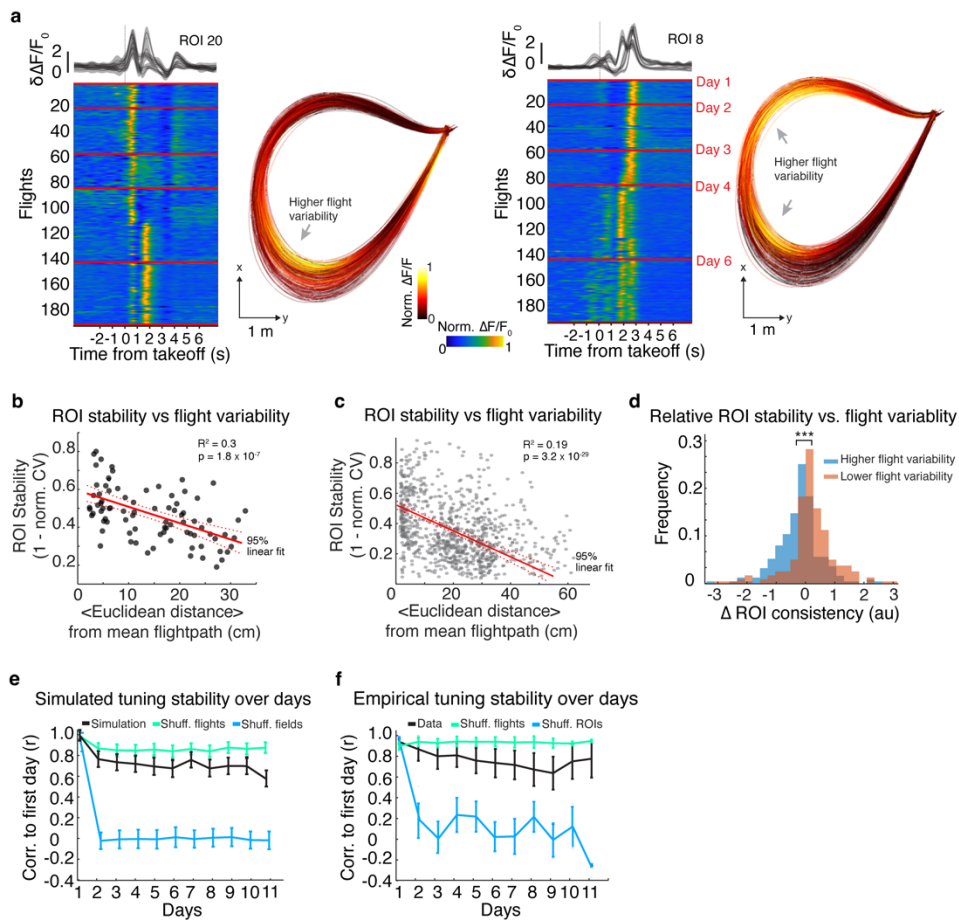 a
δΔF/F0
2
0
ROI 20
Flights
20
40
60
80
100
120
140
160
180
-2-1 0 1 2 3 4 5 6
Time from takeoff (s)
Higher flight
variability
x
y
1 m
Norm. ΔF/F
1
0
Norm. ΔF/F0
0 1
δΔF/F0
2
0
ROI 8
20
40
60
80
100
120
140
160
180
-2-1 0 1 2 3 4 5 6
Time from takeoff (s)
Day 1
Day 2
Day 3
Day 4
Day 6
Higher flight
variability
x
y
1 m
b
ROI stability vs flight variability
R² = 0.3
p = 1.8 x 10⁻⁷
ROI Stability
(1 - norm. CV)
0.8
0.6
0.4
0.2
95%
linear fit
0 10 20 30
<Euclidean distance>
from mean flightpath (cm)
c
ROI stability vs flight variability
R² = 0.19
p = 3.2 x 10⁻²⁹
ROI Stability
(1 - norm. CV)
0.8
0.6
0.4
0.2
95%
linear fit
0 20 40 60
<Euclidean distance>
from mean flightpath (cm)
d
Relative ROI stability vs. flight variablity
***
Higher flight variability
Lower flight variability
Frequency
0.3
0.2
0.1
0
-3 -2 -1 0 1 2 3
Δ ROI consistency (au)
e
Simulated tuning stability over days
Simulation Shuff. flights Shuff. fields
Corr. to first day (r)
1.0
0.8
0.6
0.4
0.2
0
-0.2
-0.4
1 2 3 4 5 6 7 8 9 10 11
Days
f
Empirical tuning stability over days
Data Shuff. flights Shuff. ROIs
Corr. to first day (r)
1.0
0.8
0.6
0.4
0.2
0
-0.2
-0.4
1 2 3 4 5 6 7 8 9 10 11
Days